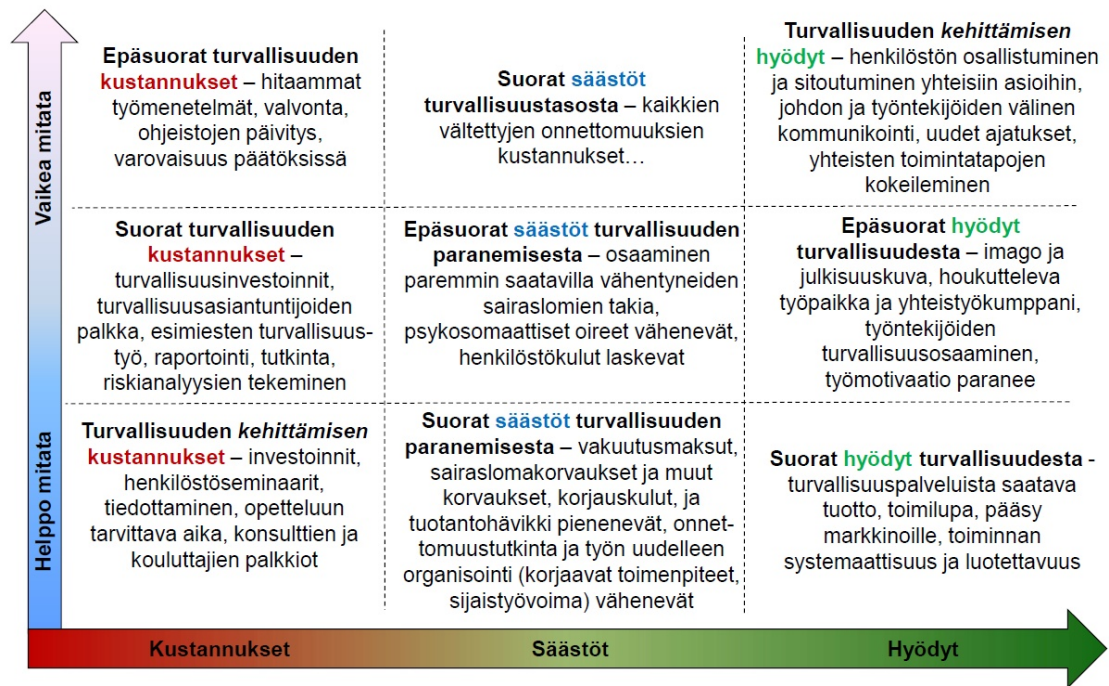 Vaikea mitata
Helppo mitata
Epäsuorat turvallisuuden
kustannukset – hitaammat
työmenetelmät, valvonta,
ohjeistojen päivitys,
varovaisuus päätöksissä
Suorat säästöt
turvallisuustasosta – kaikkien
vältettyjen onnettomuuksien
kustannukset…
Turvallisuuden kehittämisen
hyödyt – henkilöstön osallistuminen
ja sitoutuminen yhteisiin asioihin,
johdon ja työntekijöiden välinen
kommunikointi, uudet ajatukset,
yhteisten toimintatapojen
kokeileminen
Suorat turvallisuuden
kustannukset –
turvallisuusinvestoinnit,
turvallisuusasiantuntijoiden
palkka, esimiesten turvallisuus-
työ, raportointi, tutkinta,
riskianalyysien tekeminen
Epäsuorat säästöt turvallisuuden
paranemisesta – osaaminen
paremmin saatavilla vähentyneiden
sairaslomien takia,
psykosomaattiset oireet vähenevät,
henkilöstökulut laskevat
Epäsuorat hyödyt
turvallisuudesta – imago ja
julkisuuskuva, houkutteleva
työpaikka ja yhteistyökumppani,
työntekijöiden
turvallisuusosaaminen,
työmotivaatio paranee
Turvallisuuden kehittämisen
kustannukset – investoinnit,
henkilöstöseminaarit,
tiedottaminen, opetteluun
tarvittava aika, konsulttien ja
kouluttajien palkkiot
Suorat säästöt turvallisuuden
paranemisesta – vakuutusmaksut,
sairaslomakorvaukset ja muut
korvaukset, korjauskulut, ja
tuotantohävikki pienenevät, onnet-
tomuustutkinta ja työn uudelleen
organisointi (korjaavat toimenpiteet,
sijaistyövoima) vähenevät
Suorat hyödyt turvallisuudesta -
turvallisuuspalveluista saatava
tuotto, toimilupa, pääsy
markkinoille, toiminnan
systemaattisuus ja luotettavuus
Kustannukset
Säästöt
Hyödyt